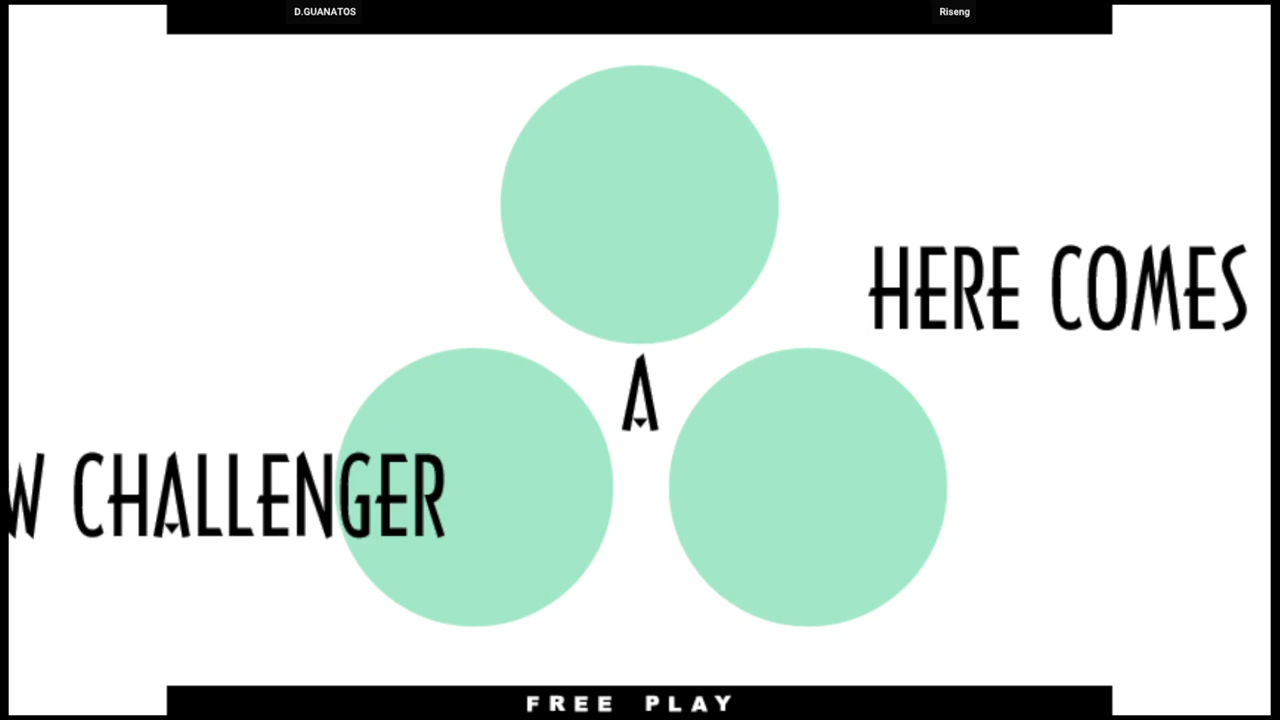 D.GUANATOS
Riseng
HERE COMES
A
W CHALLENGER
FREE PLAY